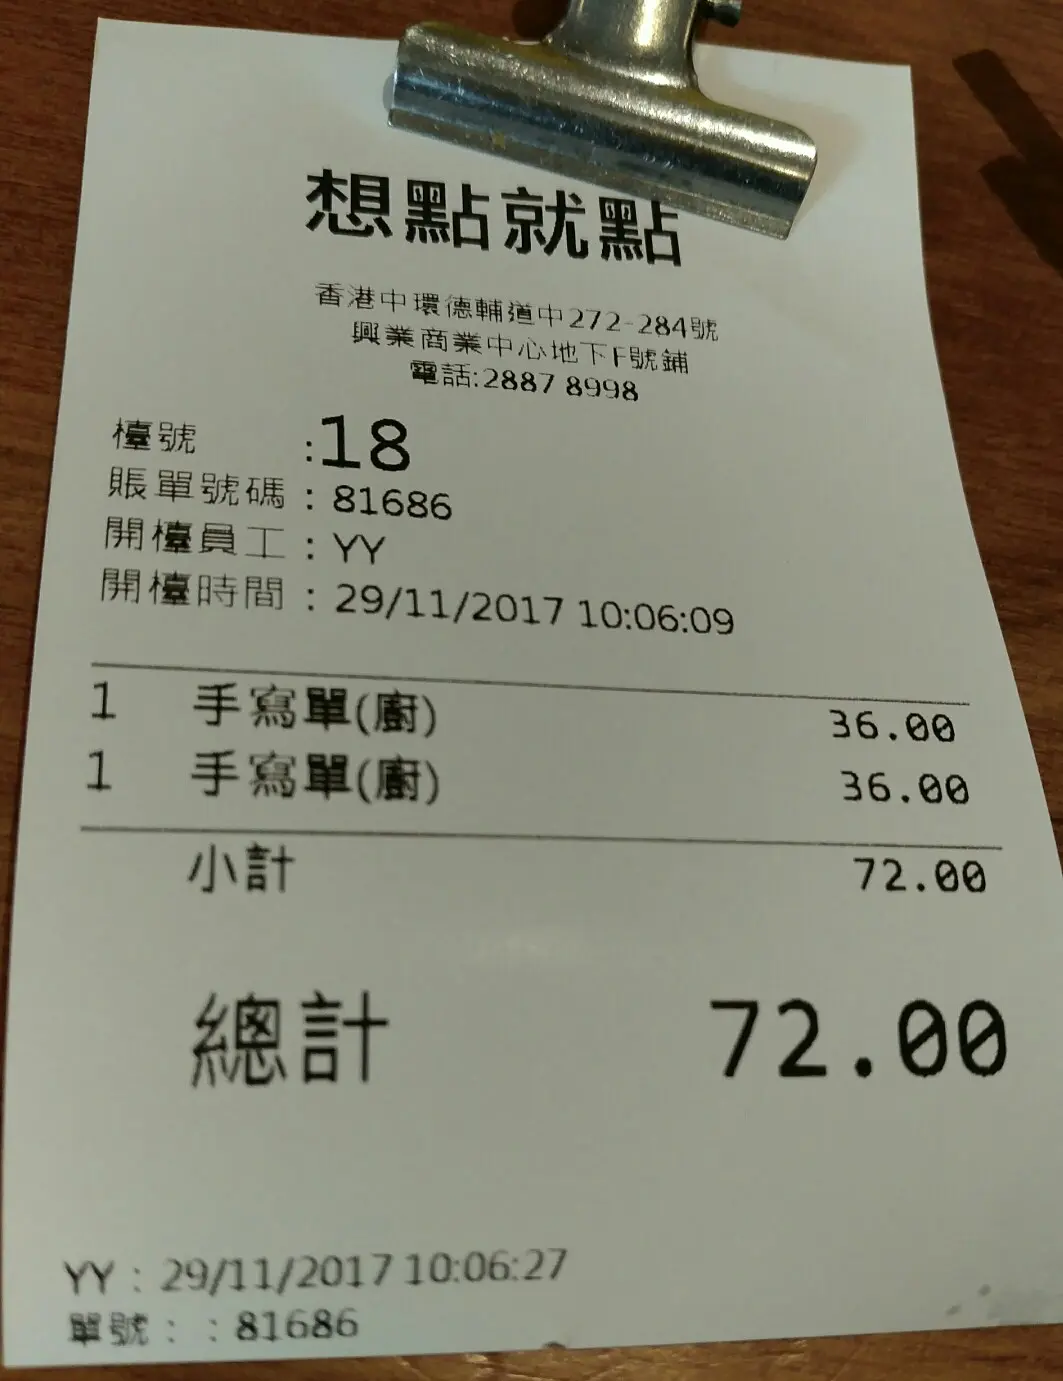 想點就點
香港中環德輔道中272-284號
興業商業中心地下F號鋪
電話:2887 8998
檯號 :18
賬單號碼 : 81686
開檯員工 : YY
開檯時間 : 29/11/2017 10:06:09
1 手寫單(廚) 36.00
1 手寫單(廚) 36.00
小計 72.00
總計 72.00
YY : 29/11/2017 10:06:27
單號 : : 81686